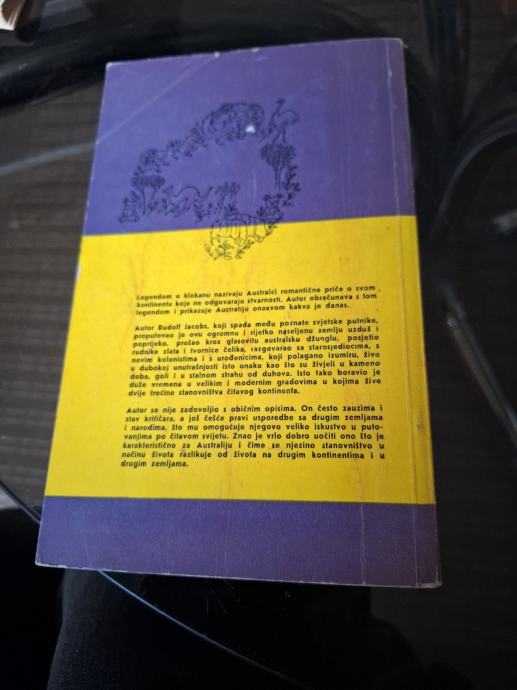 Legendom o klokanu nazivaju Australci romantične priče o svom
kontinentu koje ne odgovaraju stvarnosti. Autor obračunava s tom
legendom i prikazuje Australiju onakvom kakva je danas.
Autor Rudolf Jacobs, koji spada među poznate svjetske putnike,
proputovao je ovu ogromnu i rijetko naseljenu zemlju uzduž i
poprijeko, prošao kroz glasovitu australsku džunglu, posjetio
rudnike zlata i tvornice čelika, razgovarao sa starosjediocima, s
novim kolonistima i s urođenicima, koji polagano izumiru, žive
u dubokoj unutrašnjosti isto onako kao što su živjeli u kameno
doba, goli i u stalnom strahu od duhova. Isto tako boravio je
duže vremena u velikim i modernim gradovima u kojima žive
dvije trećine stanovništva čitavog kontinenta.
Autor se nije zadovoljio s običnim opisima. On često zauzima i
stav kritičara, a još češće pravi usporedbe sa drugim zemljama
i narodima, što mu omogućuje njegovo veliko iskustvo u puto-
vanjima po čitavom svijetu. Znao je vrlo dobro uočiti ono što je
karakteristično za Australiju i čime se njezino stanovništvo u
načinu života razlikuje od života na drugim kontinentima i u
drugim zemljama.